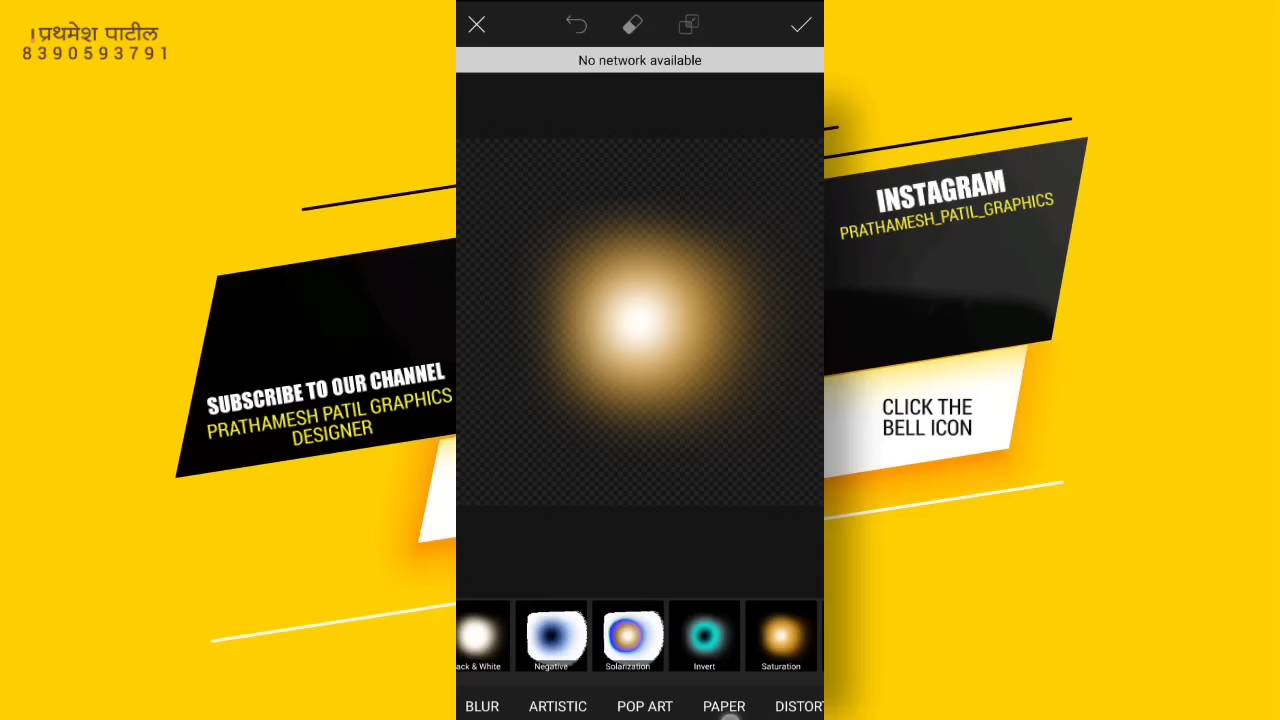 प्रथमेश पाटील
8390593791
No network available
INSTAGRAM
PRATHAMESH_PATIL_GRAPHICS
SUBSCRIBE TO OUR CHANNEL
PRATHAMESH PATIL GRAPHICS
DESIGNER
CLICK THE
BELL ICON
ack & White
Negative
Solarization
Invert
Saturation
BLUR
ARTISTIC
POP ART
PAPER
DISTOR